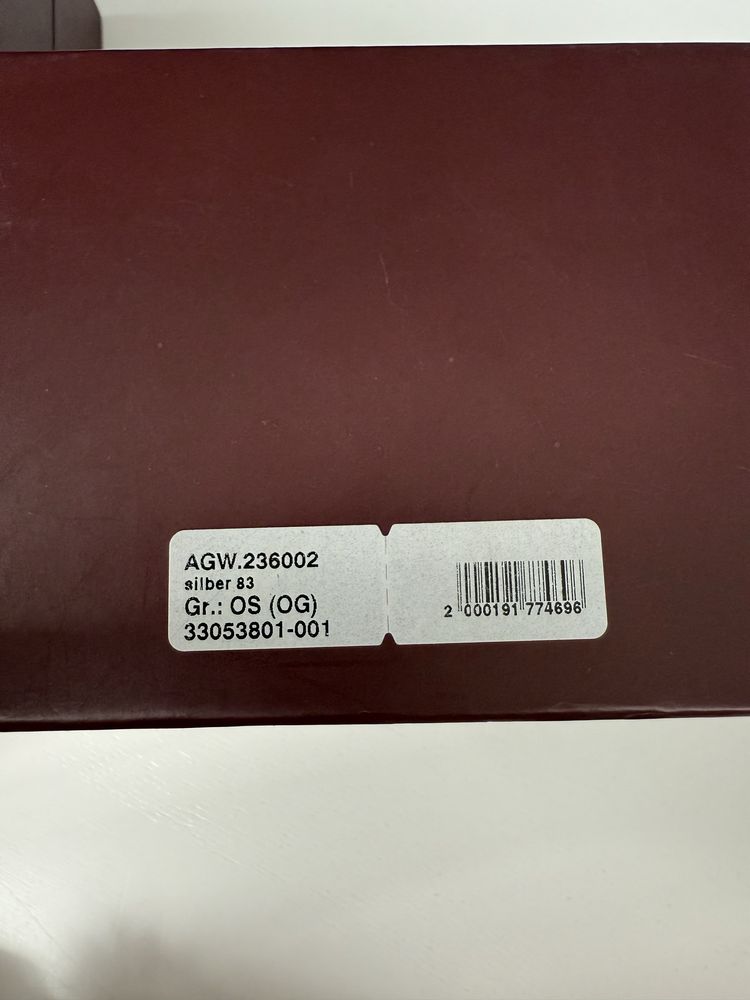 AGW.236002
silber 83
Gr.: OS (OG)
33053801-001
2 000191 774696